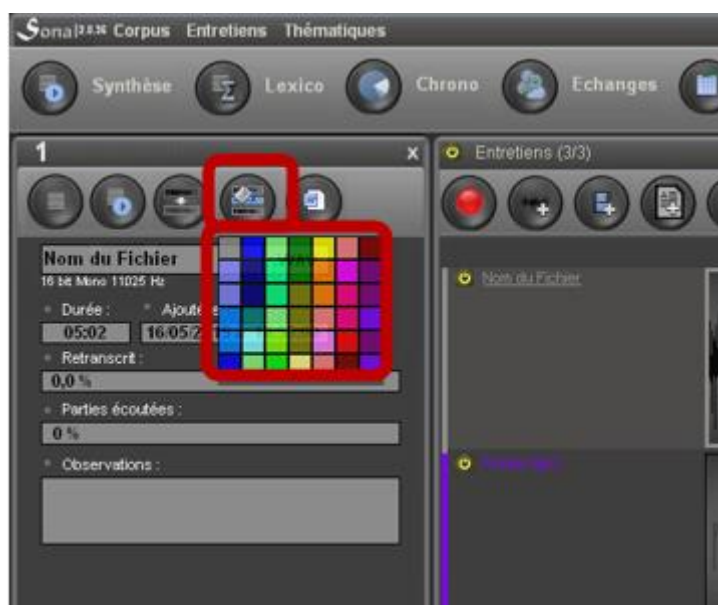 Sonal 2.0.36 Corpus Entretiens Thématiques
Synthèse Lexico Chrono Echanges
1 x
Entretiens (3/3)
Nom du Fichier
16 bit Mono 11025 Hz
Durée : Ajouté le
05:02 16/05/2
Retranscrit :
0,0 %
Parties écoutées :
0 %
Observations :
Nom du Fichier